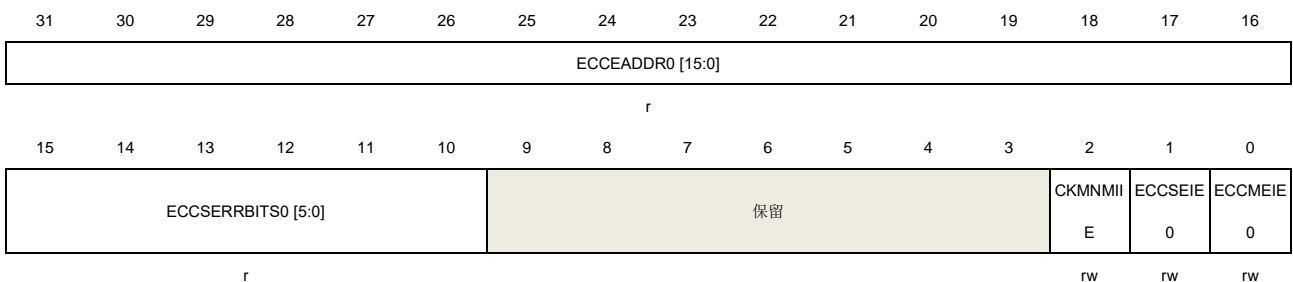 31 30 29 28 27 26 25 24 23 22 21 20 19 18 17 16
ECCEADDR0 [15:0]
r
15 14 13 12 11 10 9 8 7 6 5 4 3 2 1 0
ECCSERRBITS0 [5:0] 保留 CKMNMII ECCSEIE ECCMEIE
E 0 0
r rw rw rw